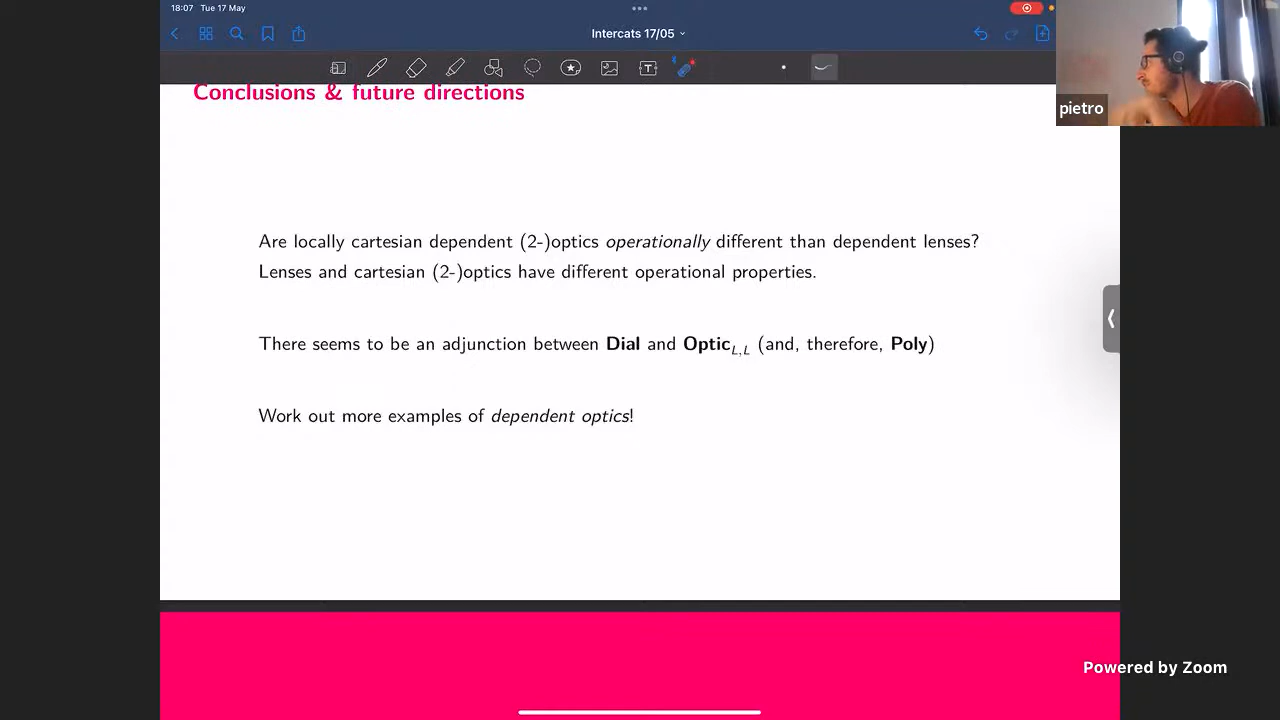 18:07 Tue 17 May
Intercats 17/05
T
Conclusions & future directions
pietro
Are locally cartesian dependent (2-)optics operationally different than dependent lenses?
Lenses and cartesian (2-)optics have different operational properties.
There seems to be an adjunction between Dial and Optic_{L,L} (and, therefore, Poly)
Work out more examples of dependent optics!
Powered by Zoom